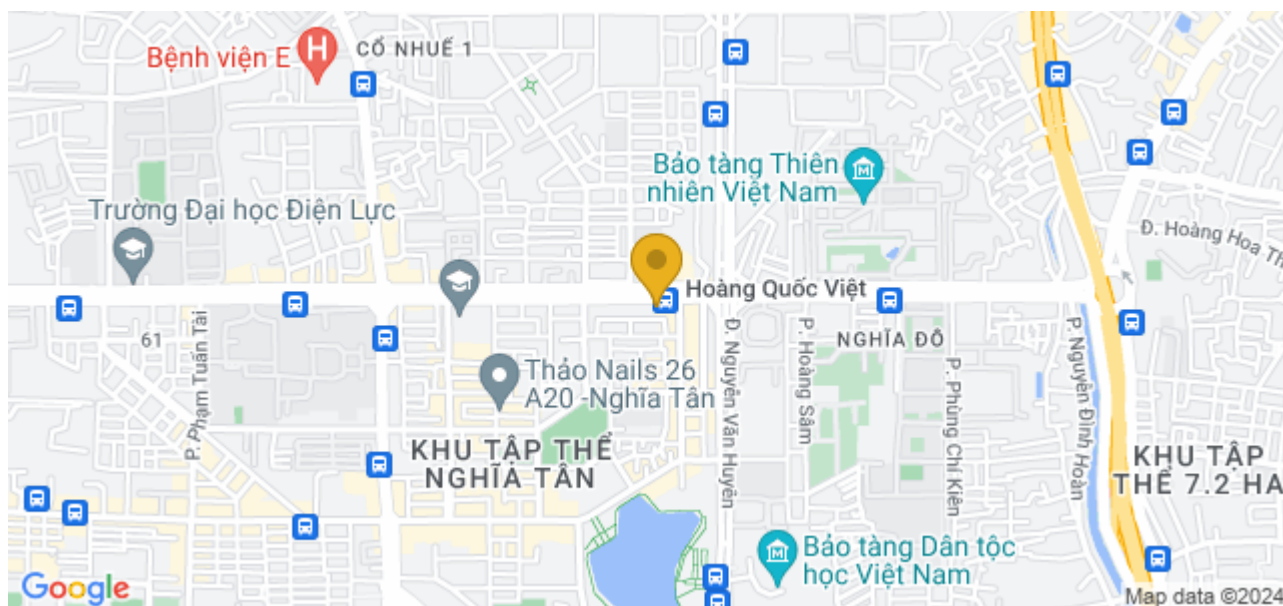 Bệnh viện E
H
CỔ NHUẾ 1
Bảo tàng Thiên
nhiên Việt Nam
Trường Đại học Điện Lực
Đ. Hoàng Hoa Th
Hoàng Quốc Việt
61
P. Phạm Tuấn Tài
NGHĨA ĐÔ
Đ. Nguyễn Văn Huyên
P. Hoàng Sâm
P. Phùng Chí Kiên
P. Nguyễn Đình Hoàn
Thảo Nails 26
A20 -Nghĩa Tân
KHU TẬP THỂ
NGHĨA TÂN
KHU TẬP
THỂ 7.2 HA
Bảo tàng Dân tộc
học Việt Nam
Google
Map data ©2024